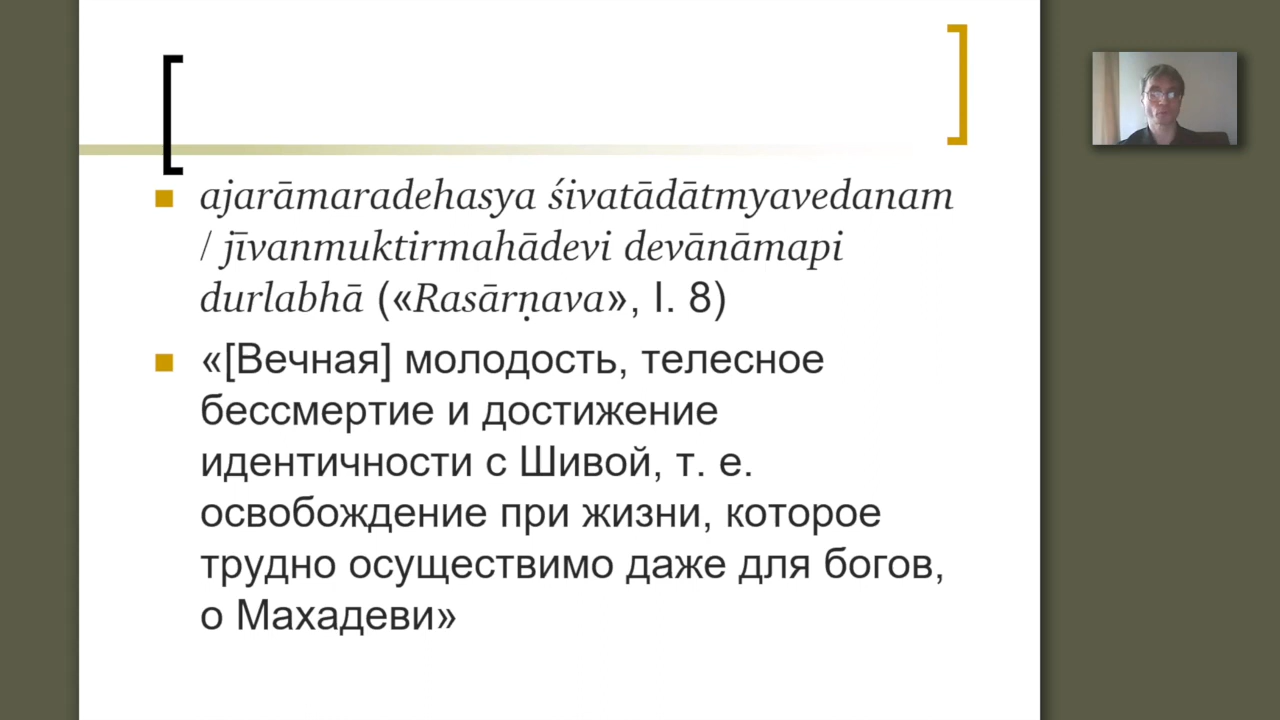 ajarāmaradehasya śivatādātmyavedanam
/ jīvanmuktirmahādevi devānāmapi
durlabhā («Rasārṇava», I. 8)
«[Вечная] молодость, телесное
бессмертие и достижение
идентичности с Шивой, т. е.
освобождение при жизни, которое
трудно осуществимо даже для богов,
о Махадеви»